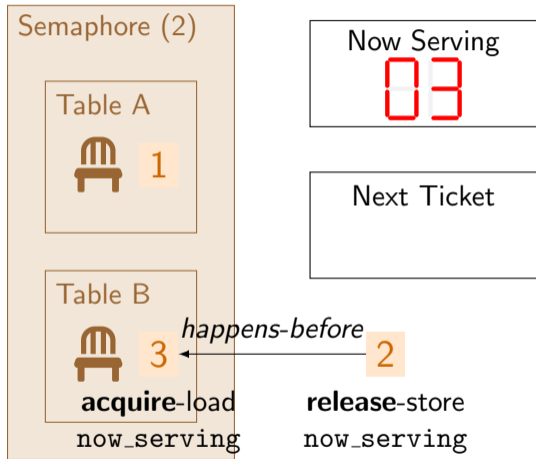 Semaphore (2)
Now Serving
03
Table A
1
Next Ticket
Table B
happens-before
3
2
acquire-load
release-store
now_serving
now_serving